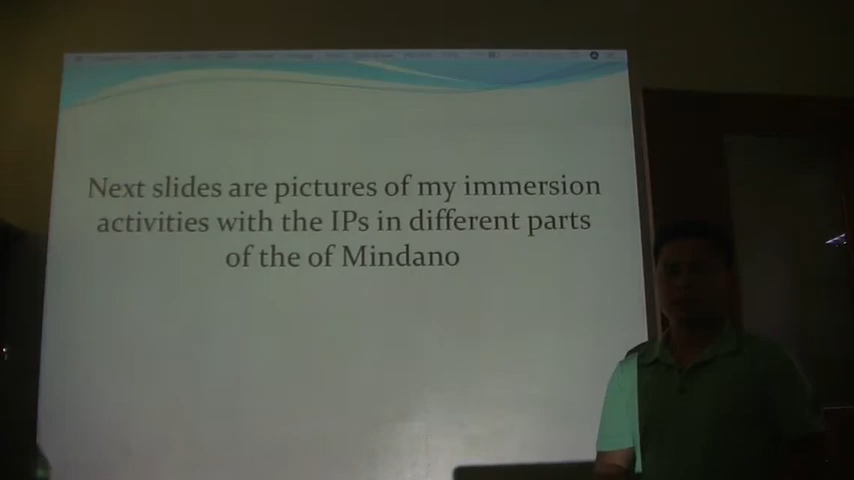 Next slides are pictures of my immersion
activities with the IPs in different parts
of the of Mindano